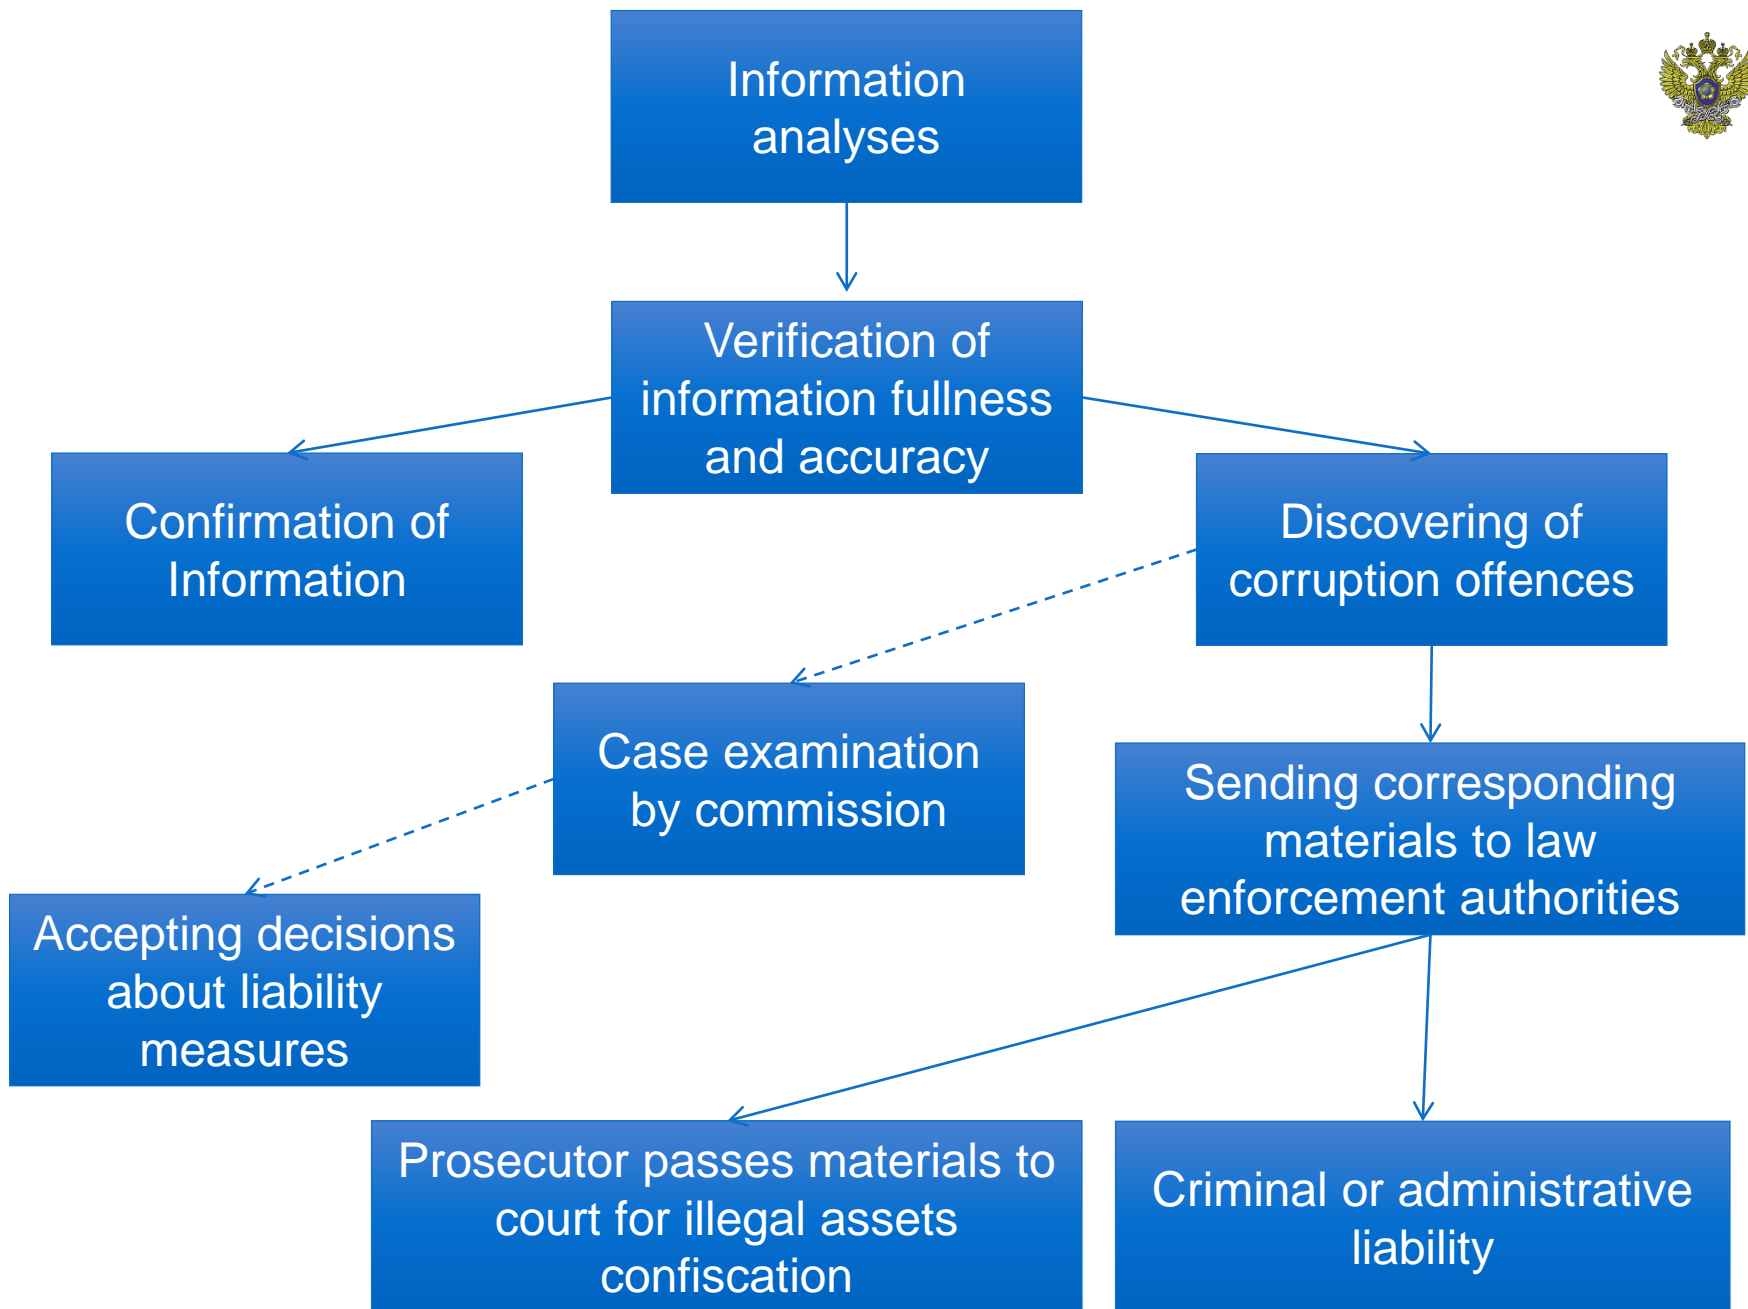 Information
analyses
Verification of
information fullness
and accuracy
Confirmation of
Information
Discovering of
corruption offences
Case examination
by commission
Sending corresponding
materials to law
enforcement authorities
Accepting decisions
about liability
measures
Prosecutor passes materials to
court for illegal assets
confiscation
Criminal or administrative
liability